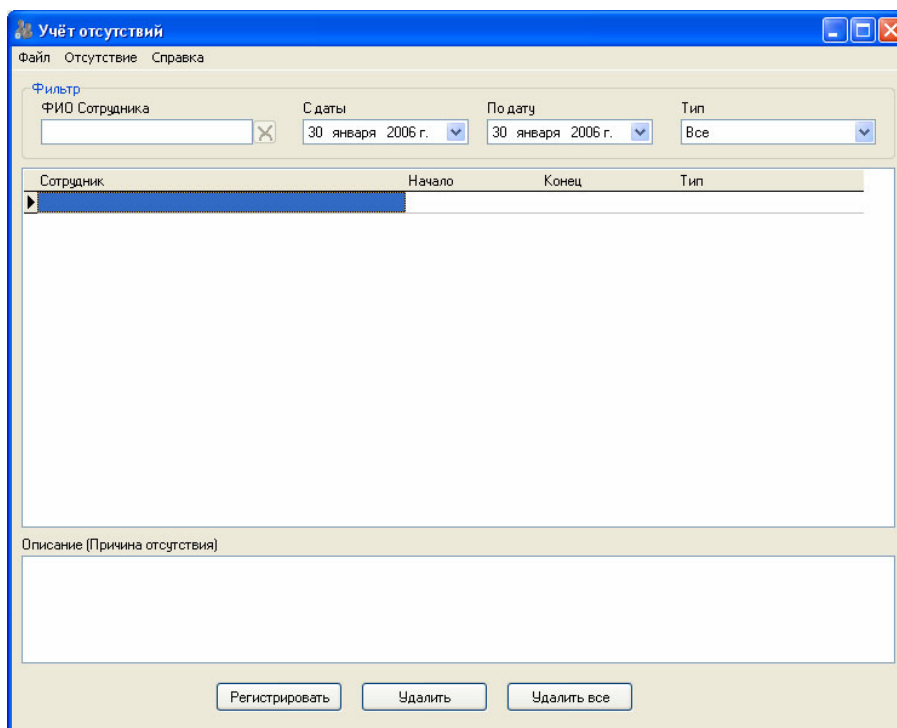 Учёт отсутствий
Файл Отсутствие Справка
Фильтр
ФИО Сотрудника С даты По дату Тип
30 января 2006 г. 30 января 2006 г. Все
Сотрудник Начало Конец Тип
Описание (Причина отсутствия)
Регистрировать Удалить Удалить все